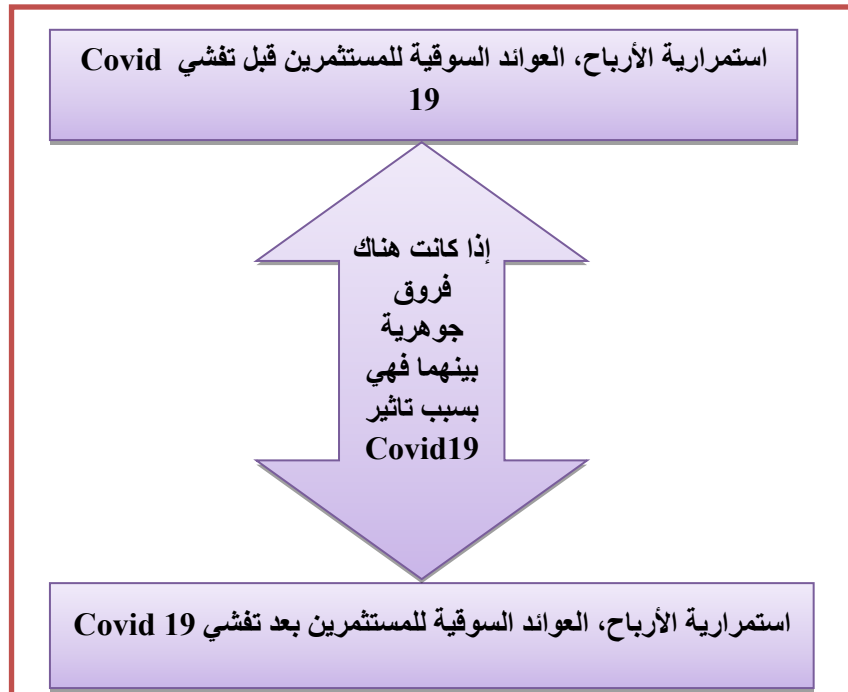 استمرارية الأرباح، العوائد السوقية للمستثمرين قبل تفشي Covid
19
إذا كانت هناك
فروق
جوهرية
بينهما فهي
بسبب تاثير
Covid19
استمرارية الأرباح، العوائد السوقية للمستثمرين بعد تفشي Covid 19